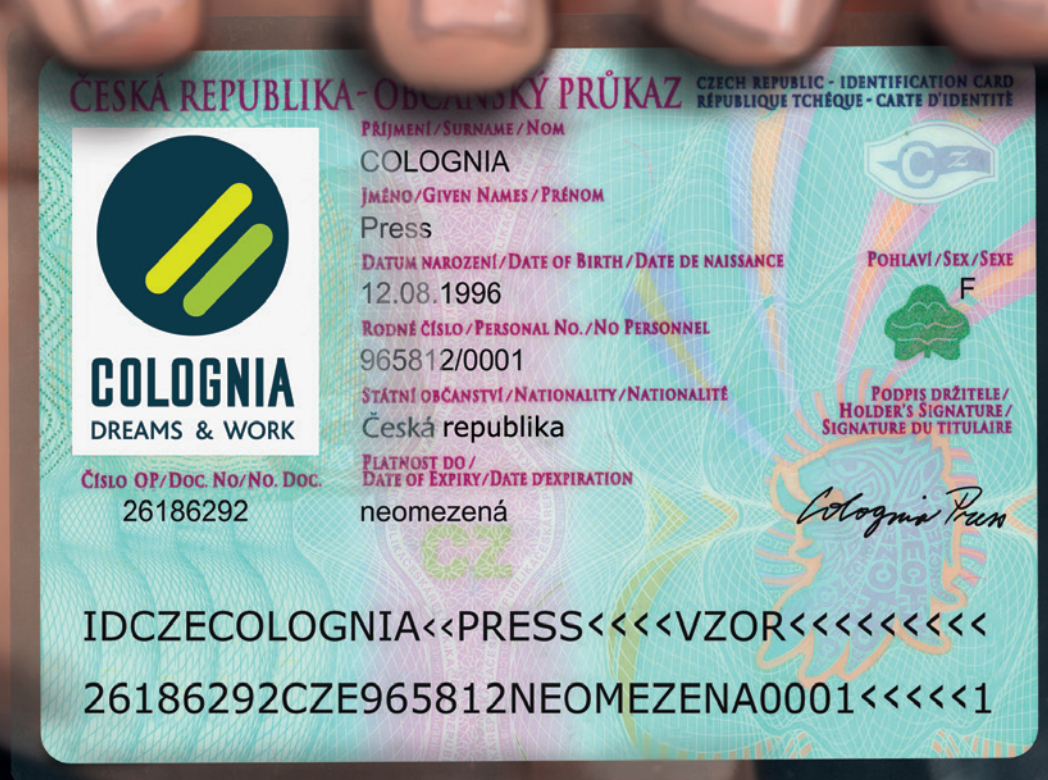 ČESKÁ REPUBLIKA - OBČANSKÝ PRŮKAZ
CZECH REPUBLIC - IDENTIFICATION CARD
RÉPUBLIQUE TCHÈQUE - CARTE D'IDENTITÉ
PŘÍJMENÍ / SURNAME / NOM
COLOGNIA
JMÉNO / GIVEN NAMES / PRÉNOM
Press
DATUM NAROZENÍ / DATE OF BIRTH / DATE DE NAISSANCE
12.08.1996
POHLAVÍ / SEX / SEXE
F
RODNÉ ČÍSLO / PERSONAL NO. / NO PERSONNEL
965812/0001
STÁTNÍ OBČANSTVÍ / NATIONALITY / NATIONALITÉ
Česká republika
PODPIS DRŽITELE /
HOLDER'S SIGNATURE /
SIGNATURE DU TITULAIRE
Colognia Press
PLATNOST DO /
DATE OF EXPIRY / DATE D'EXPIRATION
neomezená
COLOGNIA
DREAMS & WORK
ČÍSLO OP / DOC. NO / NO. DOC.
26186292
CZ
CZ
IDCZECOLOGNIA<<PRESS<<<<VZOR<<<<<<<<<
26186292CZE965812NEOMEZENA0001<<<<<1